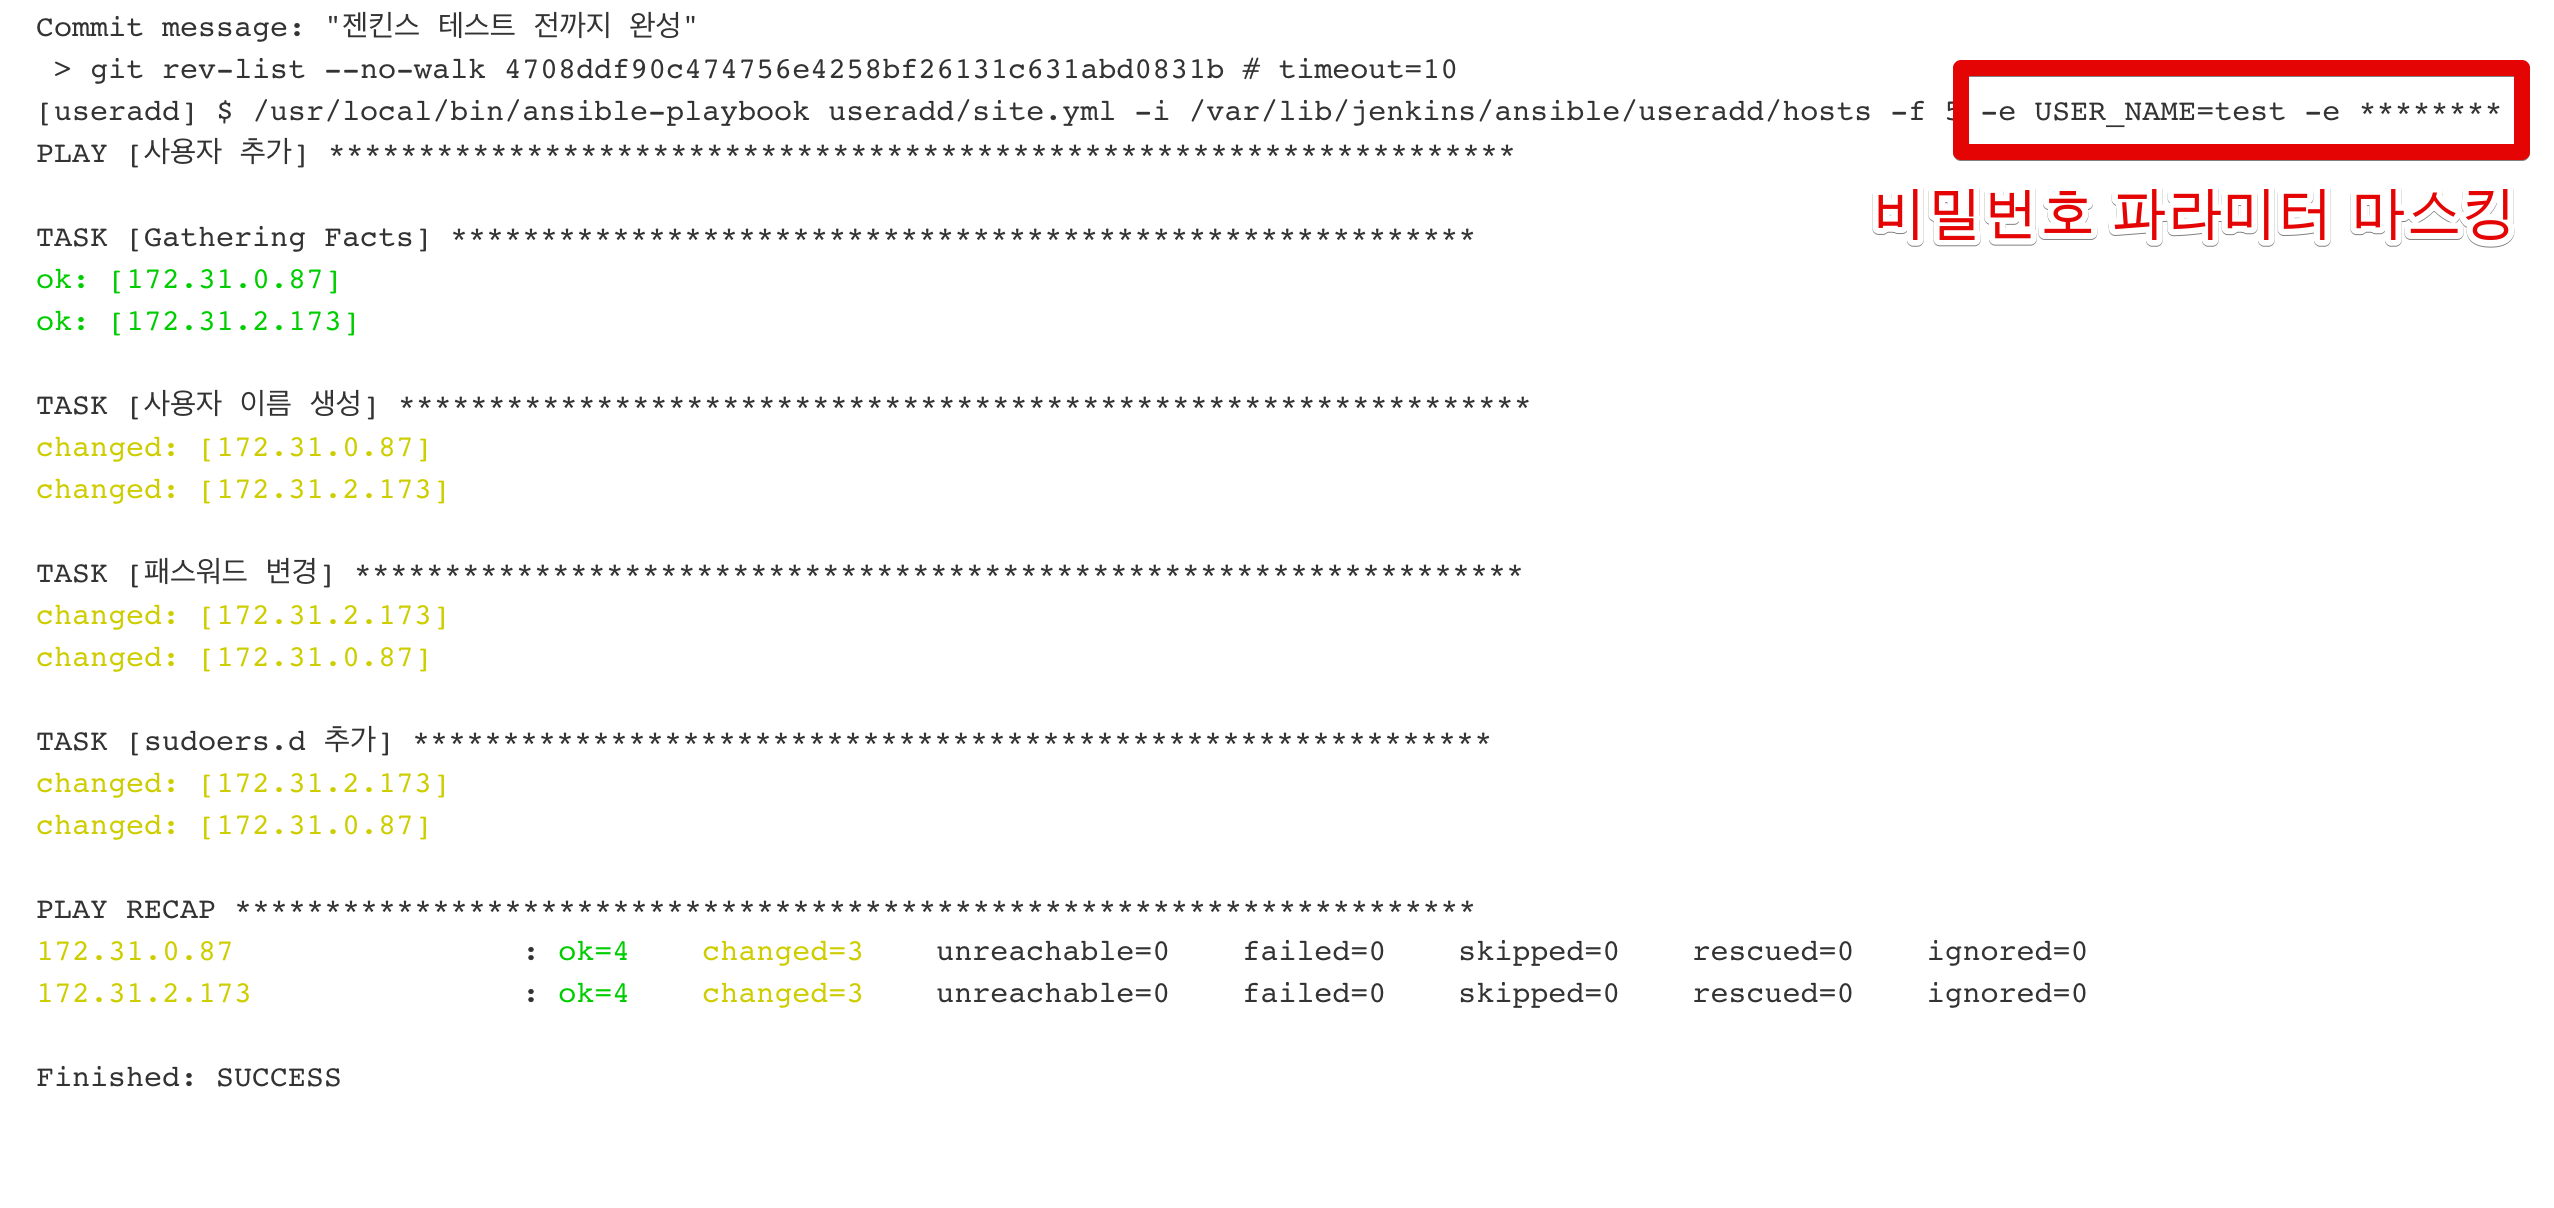 Commit message: "젠킨스 테스트 전까지 완성"
 > git rev-list --no-walk 4708ddf90c474756e4258bf26131c631abd0831b # timeout=10
[useradd] $ /usr/local/bin/ansible-playbook useradd/site.yml -i /var/lib/jenkins/ansible/useradd/hosts -f 5 -e USER_NAME=test -e ********
PLAY [사용자 추가] ******************************************************************
비밀번호 파라미터 마스킹
TASK [Gathering Facts] *********************************************************
ok: [172.31.0.87]
ok: [172.31.2.173]
TASK [사용자 이름 생성] ***************************************************************
changed: [172.31.0.87]
changed: [172.31.2.173]
TASK [패스워드 변경] *****************************************************************
changed: [172.31.2.173]
changed: [172.31.0.87]
TASK [sudoers.d 추가] ************************************************************
changed: [172.31.2.173]
changed: [172.31.0.87]
PLAY RECAP *********************************************************************
172.31.0.87                : ok=4    changed=3    unreachable=0    failed=0    skipped=0    rescued=0    ignored=0
172.31.2.173               : ok=4    changed=3    unreachable=0    failed=0    skipped=0    rescued=0    ignored=0
Finished: SUCCESS